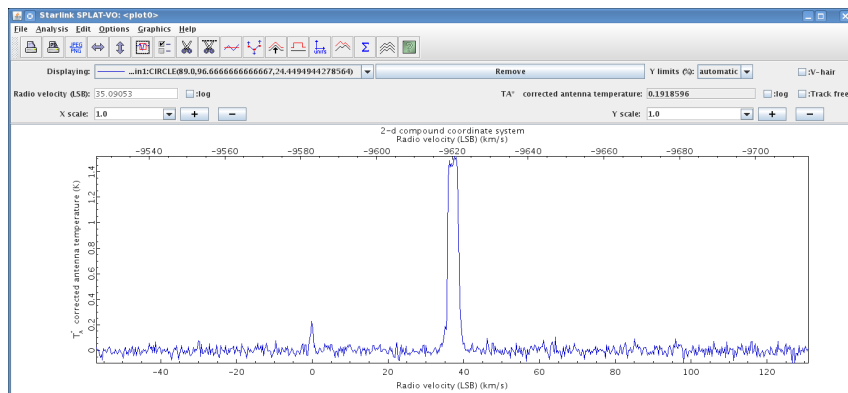 Starlink SPLAT-VO: <plot0>
File Analysis Edit Options Graphics Help
Displaying: ...in1:CIRCLE(89.0,96.6666666666667,24.4494944278564) Remove Y limits (%): automatic :V-hair
Radio velocity (LSB): 35.09053 :log TA* corrected antenna temperature: 0.1918596 :log :Track free
X scale: 1.0 + − Y scale: 1.0 + −
2-d compound coordinate system
Radio velocity (LSB) (km/s)
−9540 −9560 −9580 −9600 −9620 −9640 −9660 −9680 −9700
T*A corrected antenna temperature (K)
1.4
1.2
1
0.8
0.6
0.4
0.2
0
−40 −20 0 20 40 60 80 100 120
Radio velocity (LSB) (km/s)